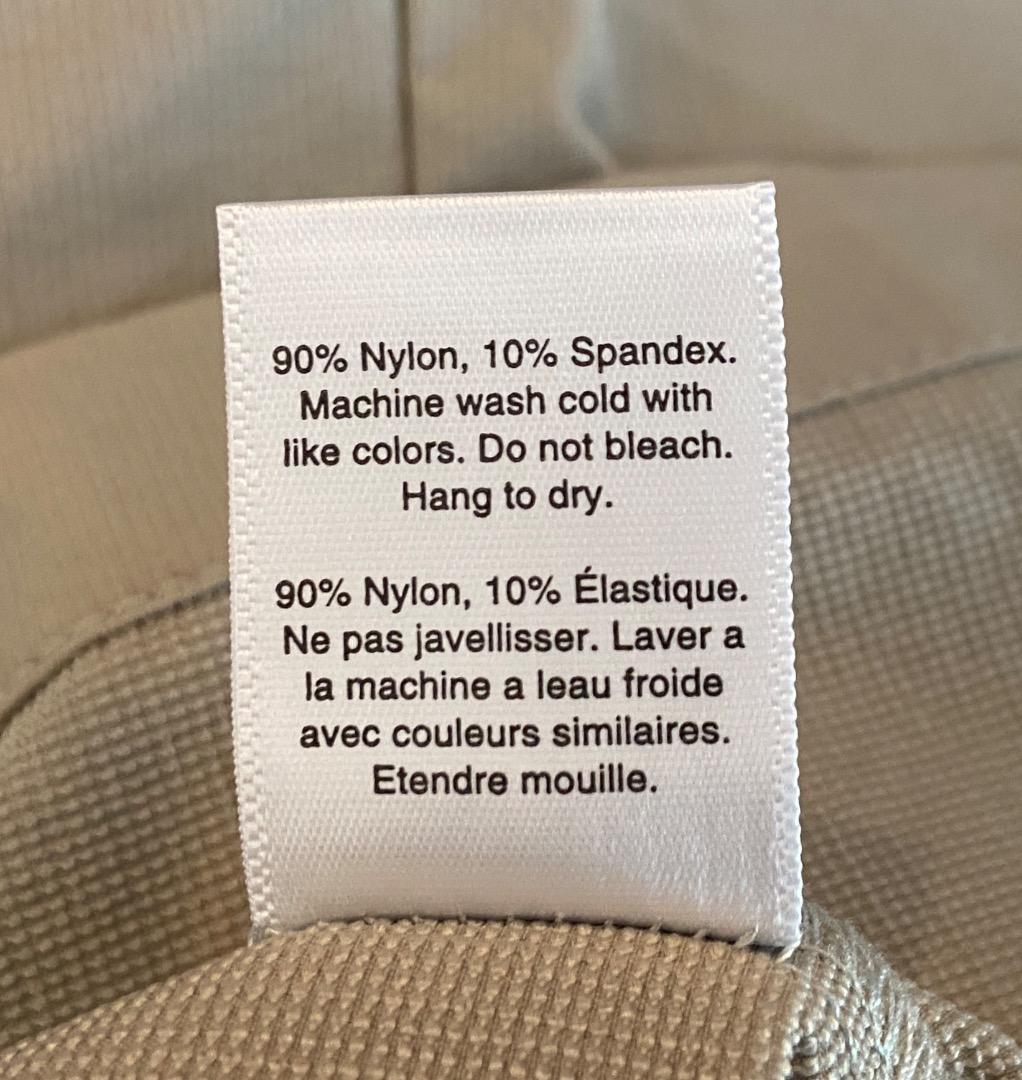 90% Nylon, 10% Spandex.
Machine wash cold with
like colors. Do not bleach.
Hang to dry.
90% Nylon, 10% Élastique.
Ne pas javellisser. Laver a
la machine a leau froide
avec couleurs similaires.
Etendre mouille.